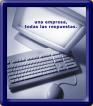 una empresa,
todas las respuestas.